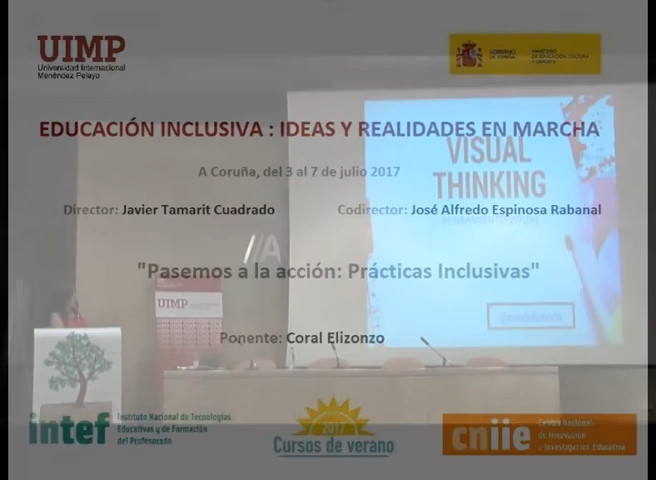 UIMP
Universidad Internacional
Menéndez Pelayo
GOBIERNO
DE ESPAÑA
MINISTERIO
DE EDUCACIÓN, CULTURA
Y DEPORTE
EDUCACIÓN INCLUSIVA : IDEAS Y REALIDADES EN MARCHA
VISUAL
THINKING
PENSAMIENTO VISUAL
A Coruña, del 3 al 7 de julio 2017
Director: Javier Tamarit Cuadrado
Codirector: José Alfredo Espinosa Rabanal
"Pasemos a la acción: Prácticas Inclusivas"
UIMP
Ponente: Coral Elizonzo
intef
Instituto Nacional de Tecnologías
Educativas y de Formación
del Profesorado
2017
Cursos de verano
cniie
Centro Nacional
de Innovación
e Investigación Educativa